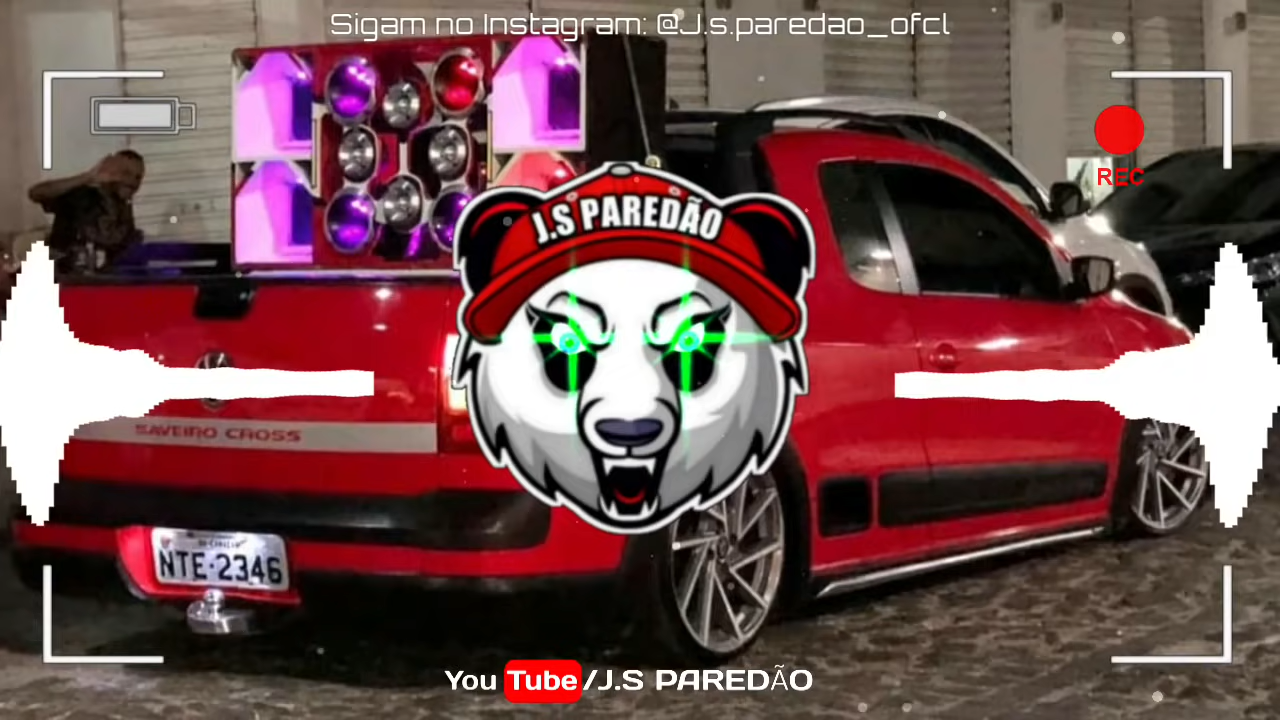 Sigam no Instagram: @J.s.paredao_ofcl
REC
J.S PAREDÃO
SAVEIRO CROSS
NTE-2346
You Tube/J.S PAREDÃO